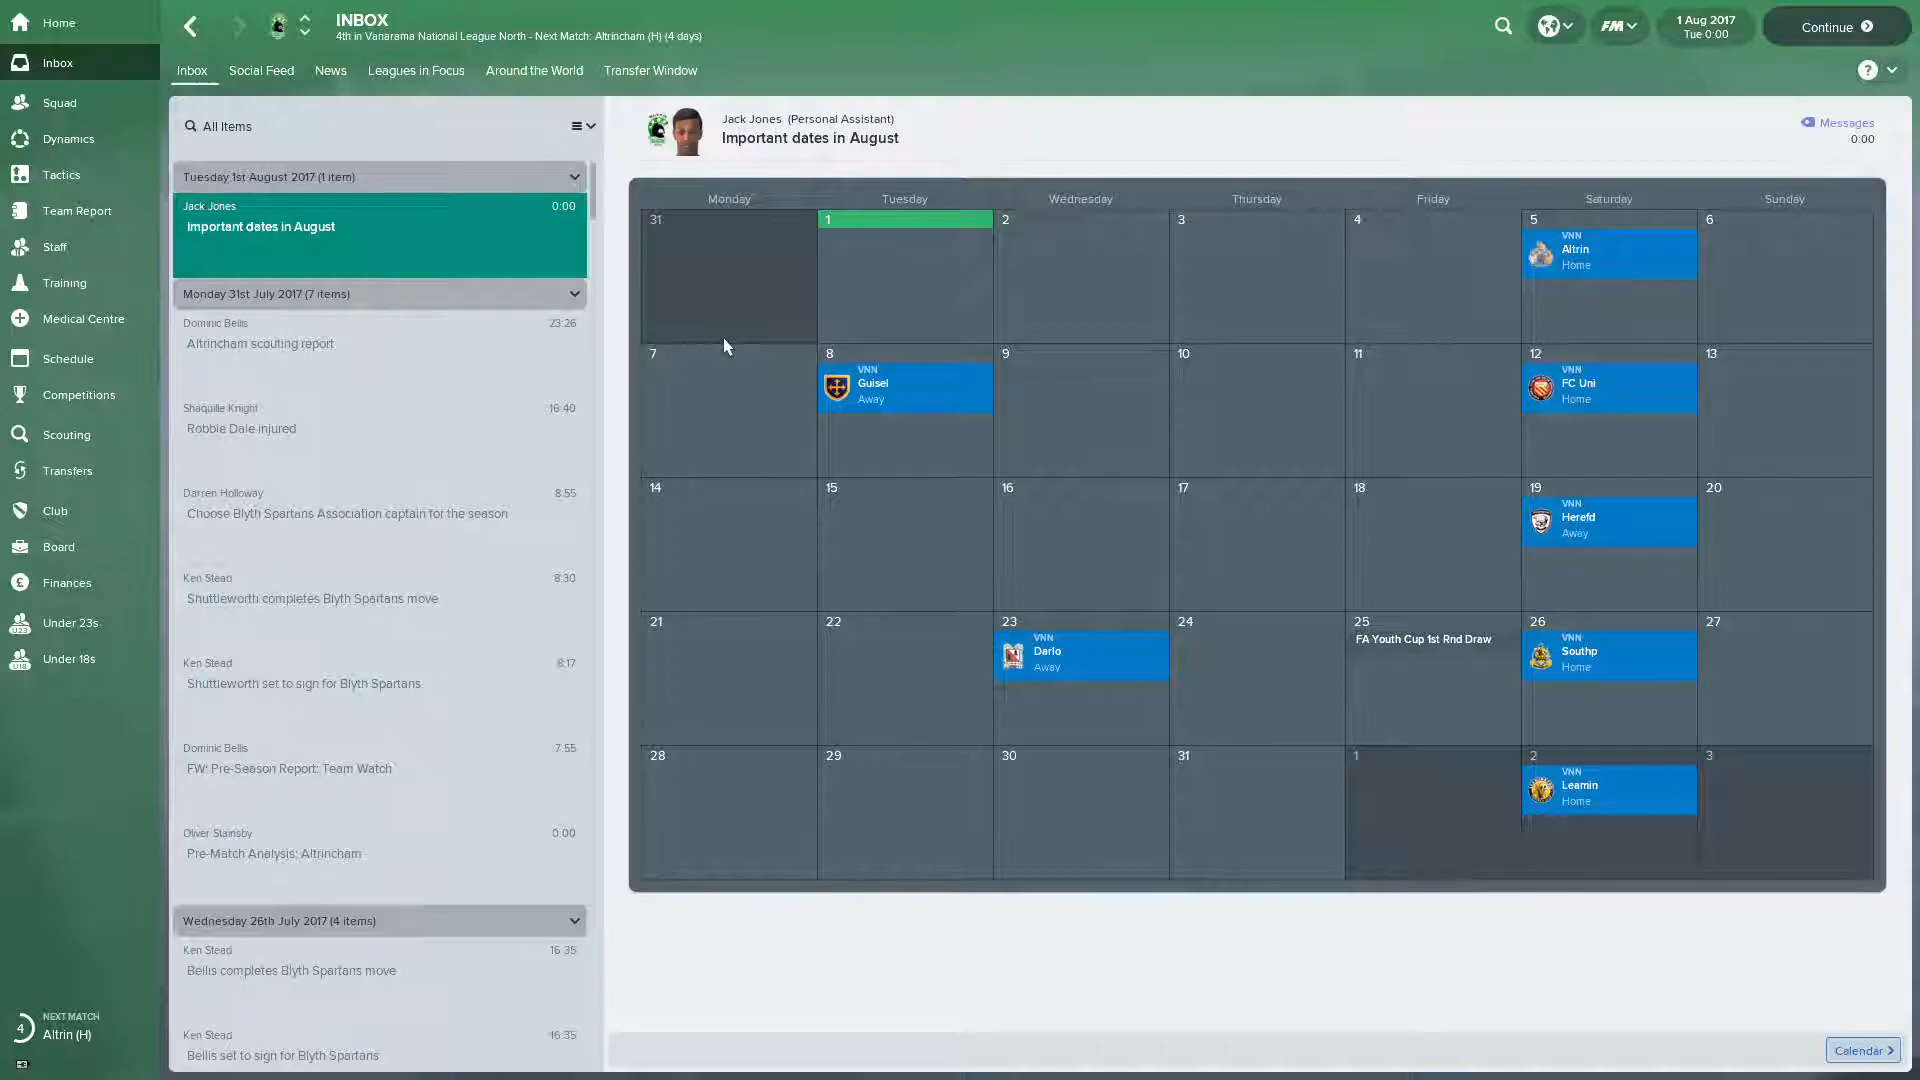 Home
Inbox
Squad
Dynamics
Tactics
Team Report
Staff
Training
Medical Centre
Schedule
Competitions
Scouting
Transfers
Club
Board
Finances
Under 23s
Under 18s
NEXT MATCH
4
Altrin (H)
INBOX
4th in Vanarama National League North - Next Match: Altrincham (H) (4 days)
FM
1 Aug 2017
Tue 0:00
Continue
Inbox
Social Feed
News
Leagues in Focus
Around the World
Transfer Window
?
All Items
Tuesday 1st August 2017 (1 item)
Jack Jones 0:00
Important dates in August
Monday 31st July 2017 (7 items)
Dominic Bellis 23:26
Altrincham scouting report
Shaquille Knight 16:40
Robbie Dale injured
Darren Holloway 8:55
Choose Blyth Spartans Association captain for the season
Ken Stead 8:30
Shuttleworth completes Blyth Spartans move
Ken Stead 8:17
Shuttleworth set to sign for Blyth Spartans
Dominic Bellis 7:55
FW: Pre-Season Report: Team Watch
Oliver Stainsby 0:00
Pre-Match Analysis: Altrincham
Wednesday 26th July 2017 (4 items)
Ken Stead 16:35
Bellis completes Blyth Spartans move
Ken Stead 16:35
Bellis set to sign for Blyth Spartans
Jack Jones (Personal Assistant)
Important dates in August
Messages
0:00
Monday Tuesday Wednesday Thursday Friday Saturday Sunday
31 1 2 3 4 5 6
VNN
Altrin
Home
7 8 9 10 11 12 13
VNN
Guisel
Away
VNN
FC Uni
Home
14 15 16 17 18 19 20
VNN
Herefd
Away
21 22 23 24 25 26 27
VNN
Darlo
Away
FA Youth Cup 1st Rnd Draw
VNN
Southp
Home
28 29 30 31 1 2 3
VNN
Leamin
Home
Calendar